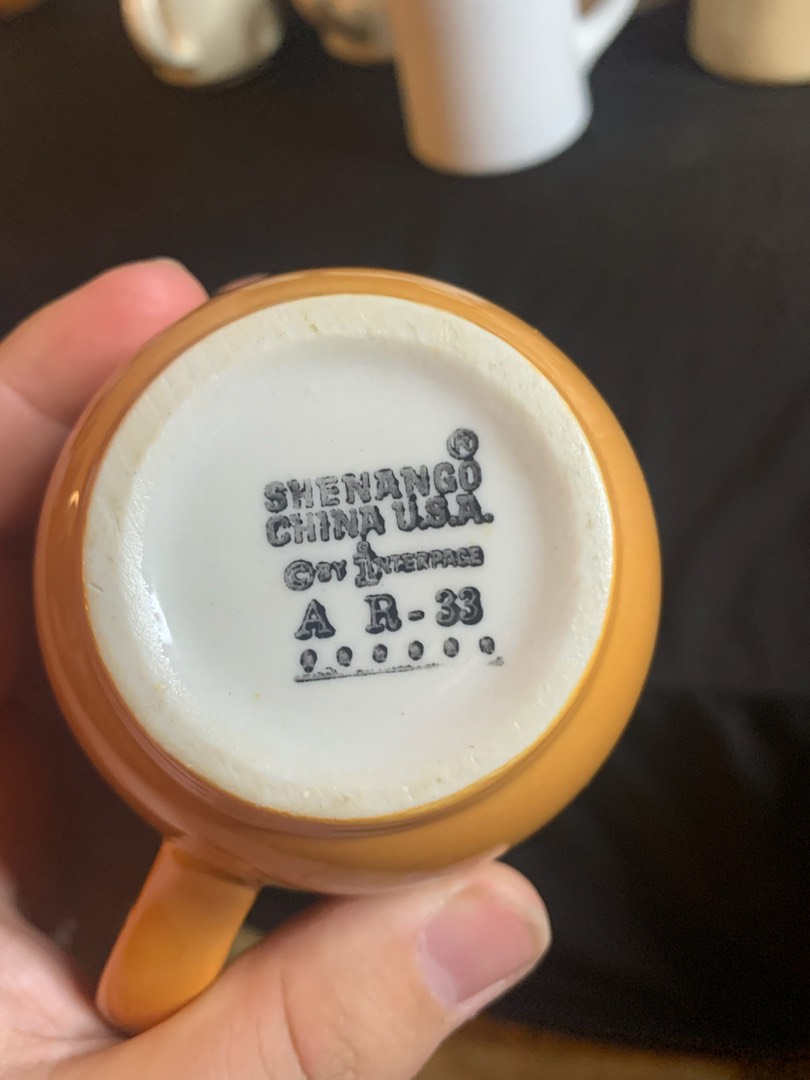 ®
SHENANGO
CHINA U.S.A.
© BY INTERPACE
A R-33